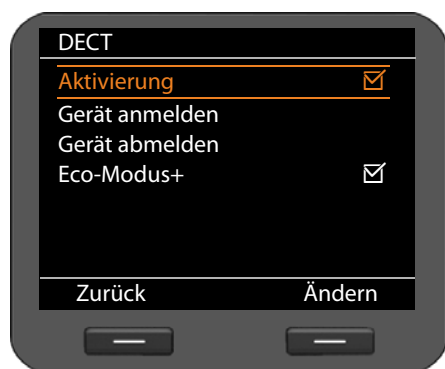 DECT
Aktivierung
Gerät anmelden
Gerät abmelden
Eco-Modus+
Zurück Ändern